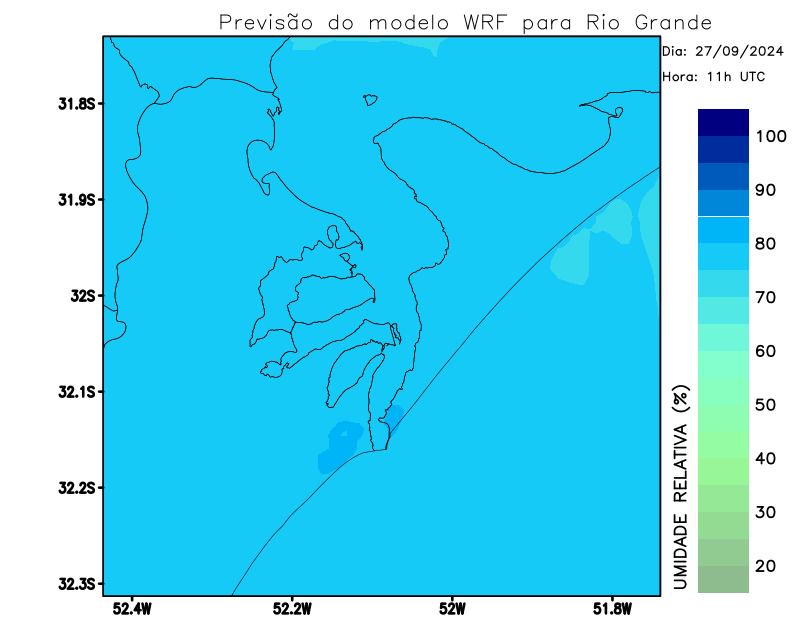 Previsão do modelo WRF para Rio Grande
Dia: 27/09/2024
Hora: 11h UTC
31.8S
31.9S
32S
32.1S
32.2S
32.3S
52.4W
52.2W
52W
51.8W
100
90
80
70
60
50
40
30
20
UMIDADE RELATIVA (%)